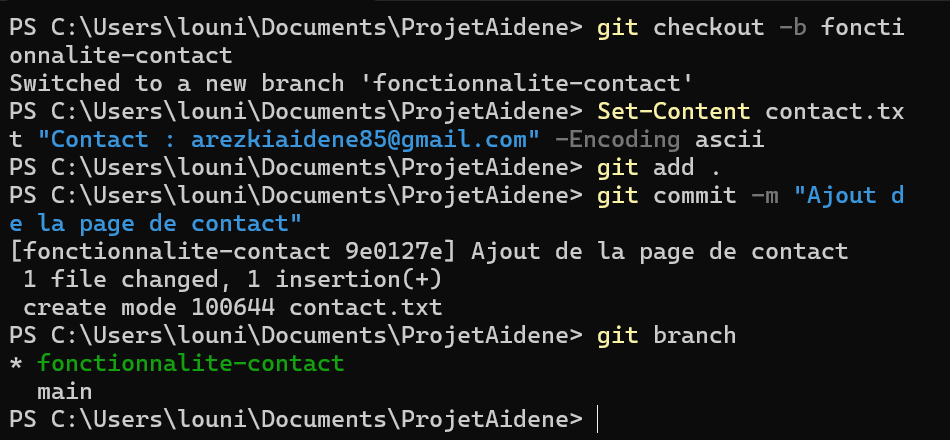 PS C:\Users\louni\Documents\ProjetAidene> git checkout -b foncti
onnalite-contact
Switched to a new branch 'fonctionnalite-contact'
PS C:\Users\louni\Documents\ProjetAidene> Set-Content contact.tx
t "Contact : arezkiaidene85@gmail.com" -Encoding ascii
PS C:\Users\louni\Documents\ProjetAidene> git add .
PS C:\Users\louni\Documents\ProjetAidene> git commit -m "Ajout d
e la page de contact"
[fonctionnalite-contact 9e0127e] Ajout de la page de contact
 1 file changed, 1 insertion(+)
 create mode 100644 contact.txt
PS C:\Users\louni\Documents\ProjetAidene> git branch
* fonctionnalite-contact
  main
PS C:\Users\louni\Documents\ProjetAidene>